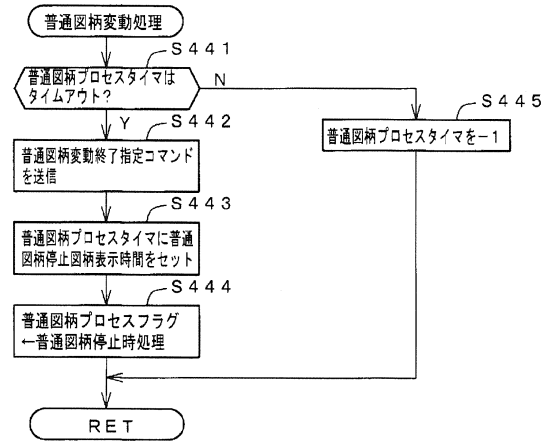 普通図柄変動処理
S441
普通図柄プロセスタイマは
タイムアウト?
N
Y
S442
普通図柄変動終了指定コマンド
を送信
S443
普通図柄プロセスタイマに普通
図柄停止図柄表示時間をセット
S444
普通図柄プロセスフラグ
←普通図柄停止時処理
S445
普通図柄プロセスタイマを−1
RET